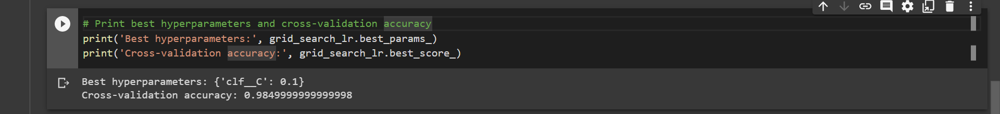 # Print best hyperparameters and cross-validation accuracy
print('Best hyperparameters:', grid_search_lr.best_params_)
print('Cross-validation accuracy:', grid_search_lr.best_score_)
Best hyperparameters: {'clf__C': 0.1}
Cross-validation accuracy: 0.9849999999999998